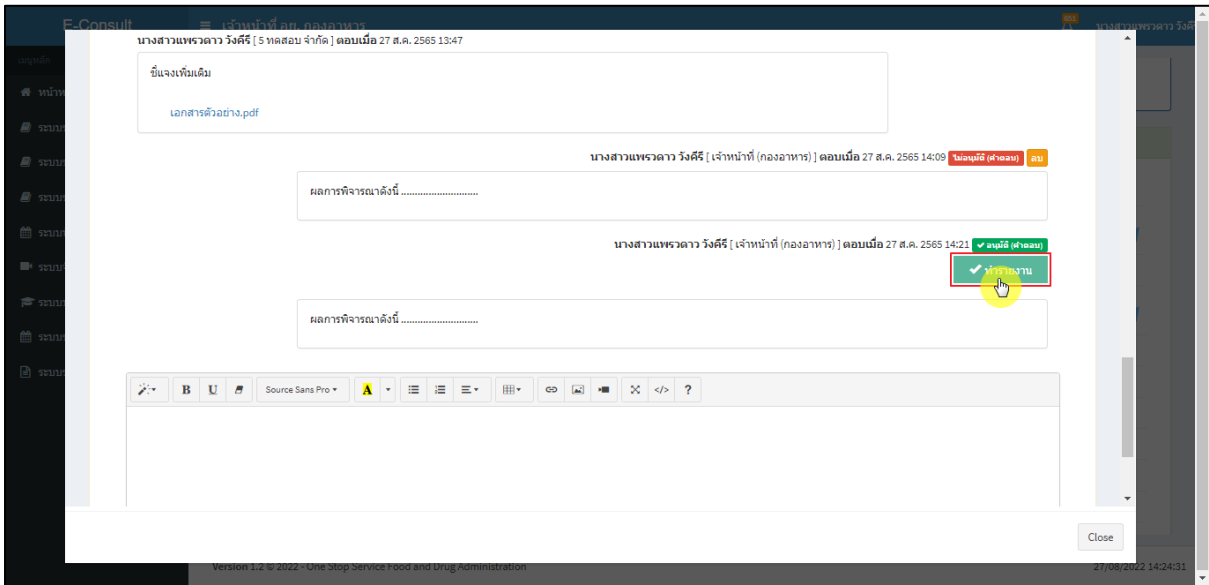 E-Consult
เจ้าหน้าที่ อย. กองอาหาร
นางสาวแพรวดาว วังคีรี
เมนูหลัก
นางสาวแพรวดาว วังคีรี [ 5 ทดสอบ จำกัด ] ตอบเมื่อ 27 ส.ค. 2565 13:47
ชี้แจงเพิ่มเติม
เอกสารตัวอย่าง.pdf
นางสาวแพรวดาว วังคีรี [ เจ้าหน้าที่ (กองอาหาร) ] ตอบเมื่อ 27 ส.ค. 2565 14:09 ไม่อนุมัติ (คำตอบ) ลบ
ผลการพิจารณาดังนี้ ............................
นางสาวแพรวดาว วังคีรี [ เจ้าหน้าที่ (กองอาหาร) ] ตอบเมื่อ 27 ส.ค. 2565 14:21 อนุมัติ (คำตอบ)
ทำรายงาน
ผลการพิจารณาดังนี้ ............................
B U Source Sans Pro A </> ?
Close
Version 1.2 © 2022 - One Stop Service Food and Drug Administration
27/08/2022 14:24:31